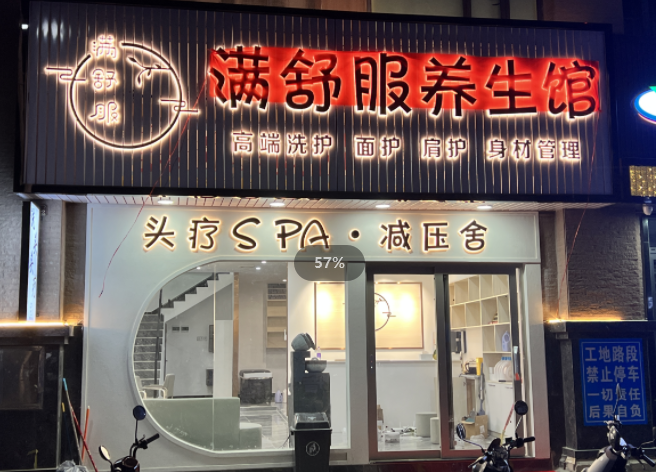 满舒服
满舒服养生馆
高端洗护 面护 肩护 身材管理
头疗SPA·减压舍
57%
工地路段
禁止停车
一切责任
后果自负